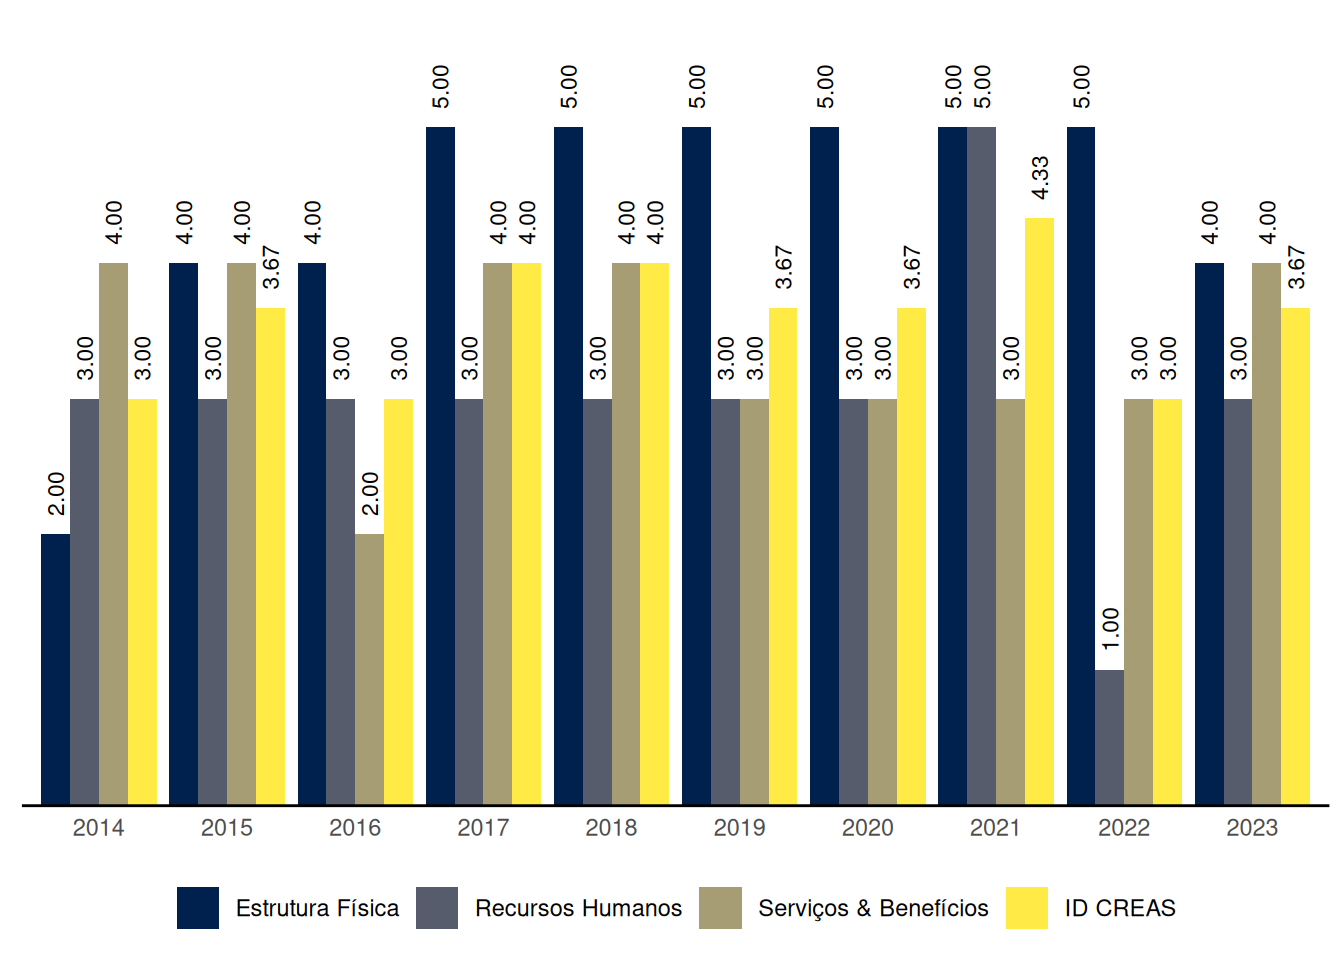 5.00 5.00 5.00 5.00 5.00 5.00 5.00
4.33
4.00 4.00 4.00 4.00 4.00 4.00 4.00 4.00 4.00 4.00
3.67 3.67 3.67 3.67
3.00 3.00 3.00 3.00 3.00 3.00 3.00 3.00 3.00 3.00 3.00 3.00 3.00 3.00 3.00
2.00 2.00
1.00
2014 2015 2016 2017 2018 2019 2020 2021 2022 2023
Estrutura Física Recursos Humanos Serviços & Benefícios ID CREAS